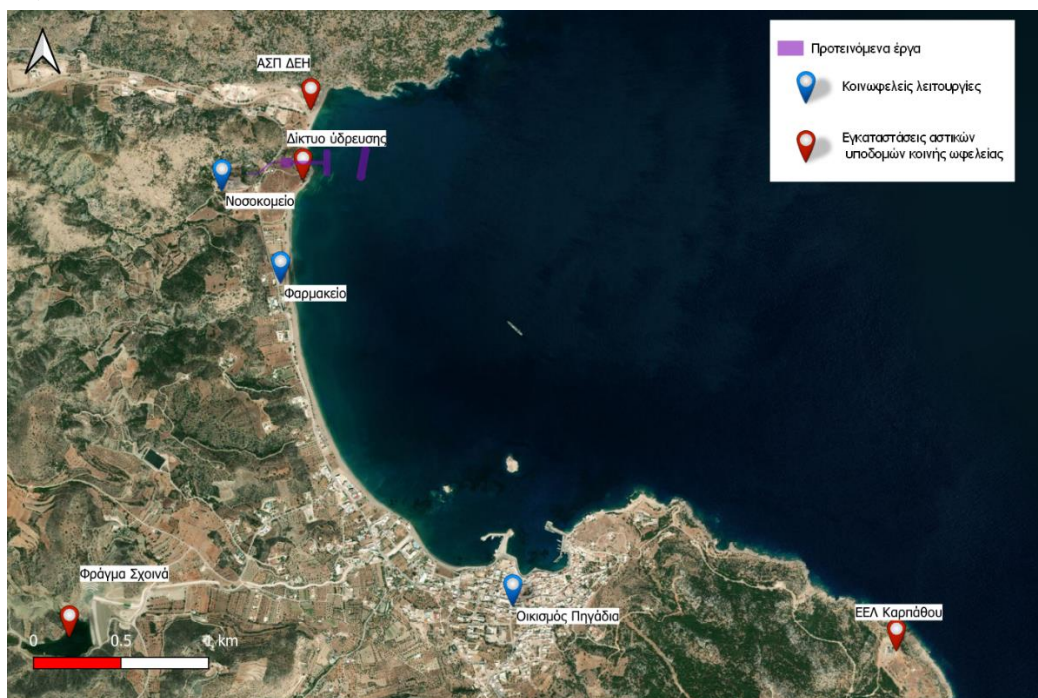 Προτεινόμενα έργα
Κοινωφελείς λειτουργίες
Εγκαταστάσεις αστικών
υποδομών κοινής ωφελείας
ΑΣΠ ΔΕΗ
Δίκτυο ύδρευσης
Νοσοκομείο
Φαρμακείο
Φράγμα Σχοινά
Οικισμός Πηγάδια
ΕΕΛ Καρπάθου
0 0.5 1 km